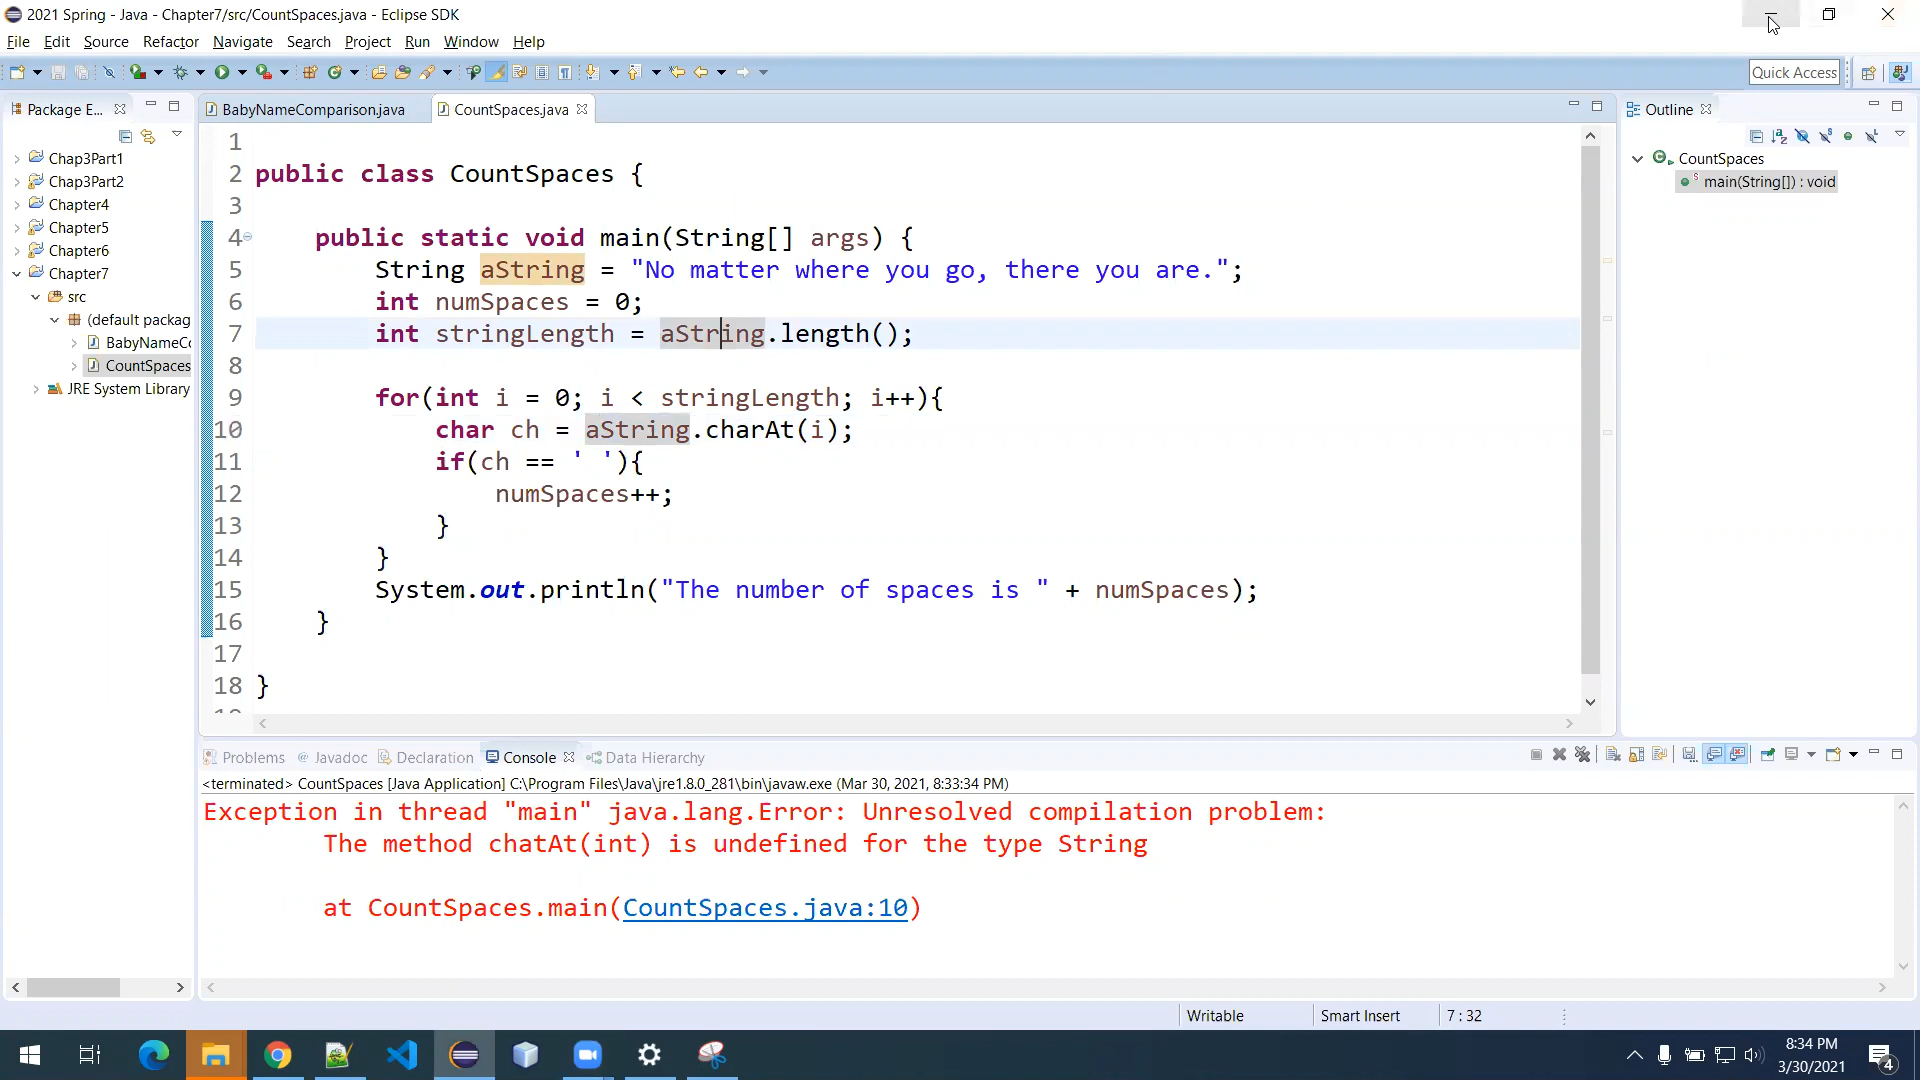 2021 Spring - Java - Chapter7/src/CountSpaces.java - Eclipse SDK
File Edit Source Refactor Navigate Search Project Run Window Help
Quick Access
Package E...
Chap3Part1
Chap3Part2
Chapter4
Chapter5
Chapter6
Chapter7
src
(default packag
BabyNameCo
CountSpaces
JRE System Library
BabyNameComparison.java CountSpaces.java
1
2 public class CountSpaces {
3
4 public static void main(String[] args) {
5 String aString = "No matter where you go, there you are.";
6 int numSpaces = 0;
7 int stringLength = aString.length();
8
9 for(int i = 0; i < stringLength; i++){
10 char ch = aString.charAt(i);
11 if(ch == ' '){
12 numSpaces++;
13 }
14 }
15 System.out.println("The number of spaces is " + numSpaces);
16 }
17
18 }
Outline
CountSpaces
main(String[]) : void
Problems @ Javadoc Declaration Console Data Hierarchy
<terminated> CountSpaces [Java Application] C:\Program Files\Java\jre1.8.0_281\bin\javaw.exe (Mar 30, 2021, 8:33:34 PM)
Exception in thread "main" java.lang.Error: Unresolved compilation problem:
The method chatAt(int) is undefined for the type String
at CountSpaces.main(CountSpaces.java:10)
Writable Smart Insert 7 : 32
8:34 PM
3/30/2021
4